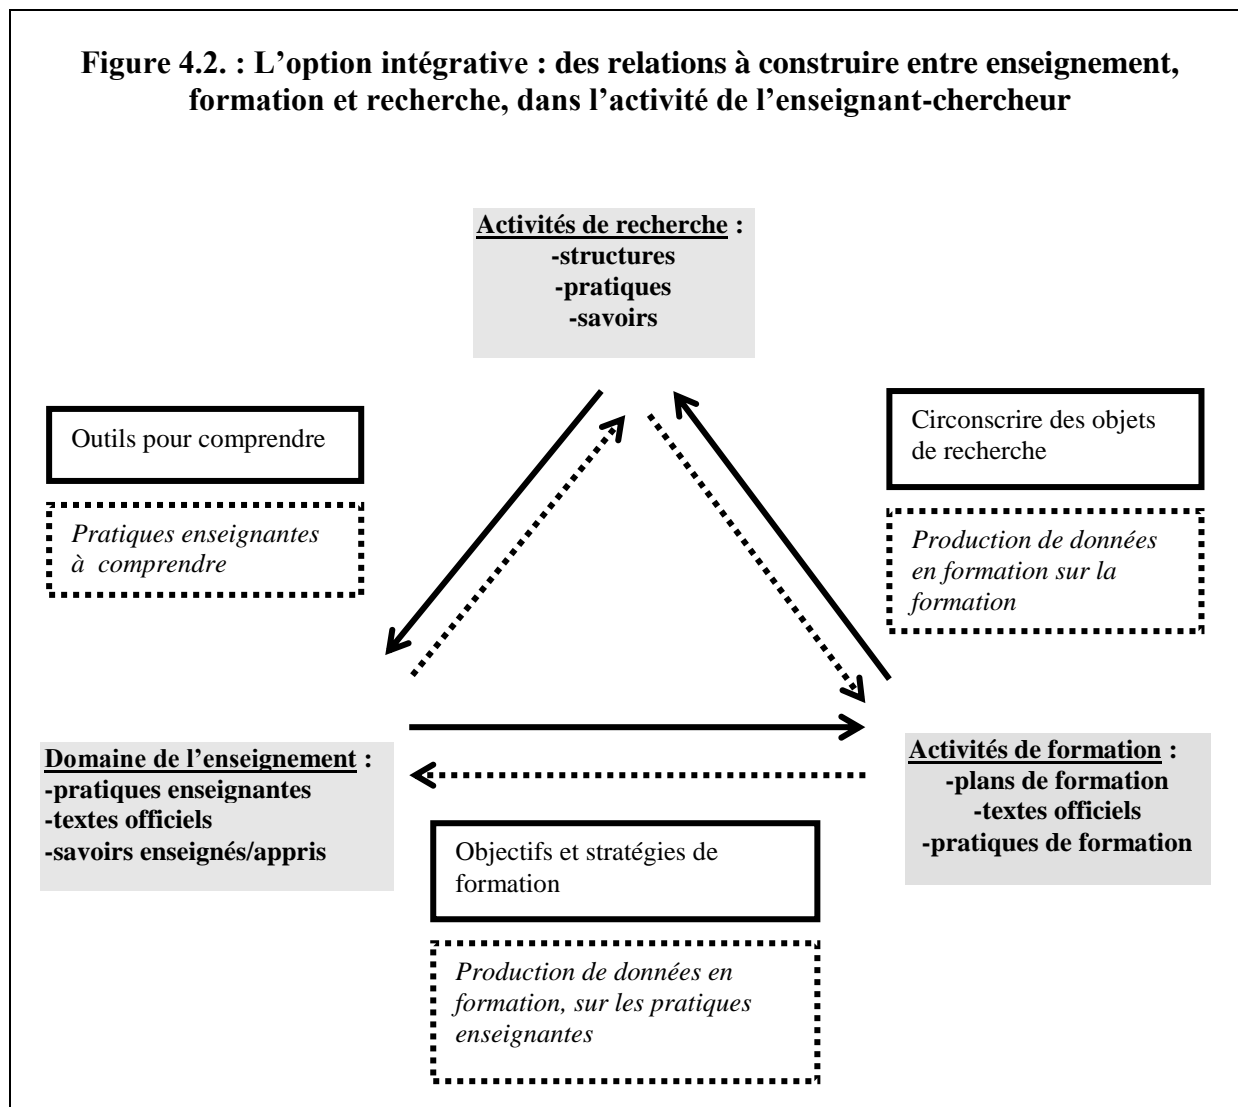 Figure 4.2. : L’option intégrative : des relations à construire entre enseignement,
formation et recherche, dans l’activité de l’enseignant-chercheur
Activités de recherche :
-structures
-pratiques
-savoirs
Outils pour comprendre
Pratiques enseignantes
à comprendre
Circonscrire des objets
de recherche
Production de données
en formation sur la
formation
Domaine de l’enseignement :
-pratiques enseignantes
-textes officiels
-savoirs enseignés/appris
Activités de formation :
-plans de formation
-textes officiels
-pratiques de formation
Objectifs et stratégies de
formation
Production de données en
formation, sur les pratiques
enseignantes